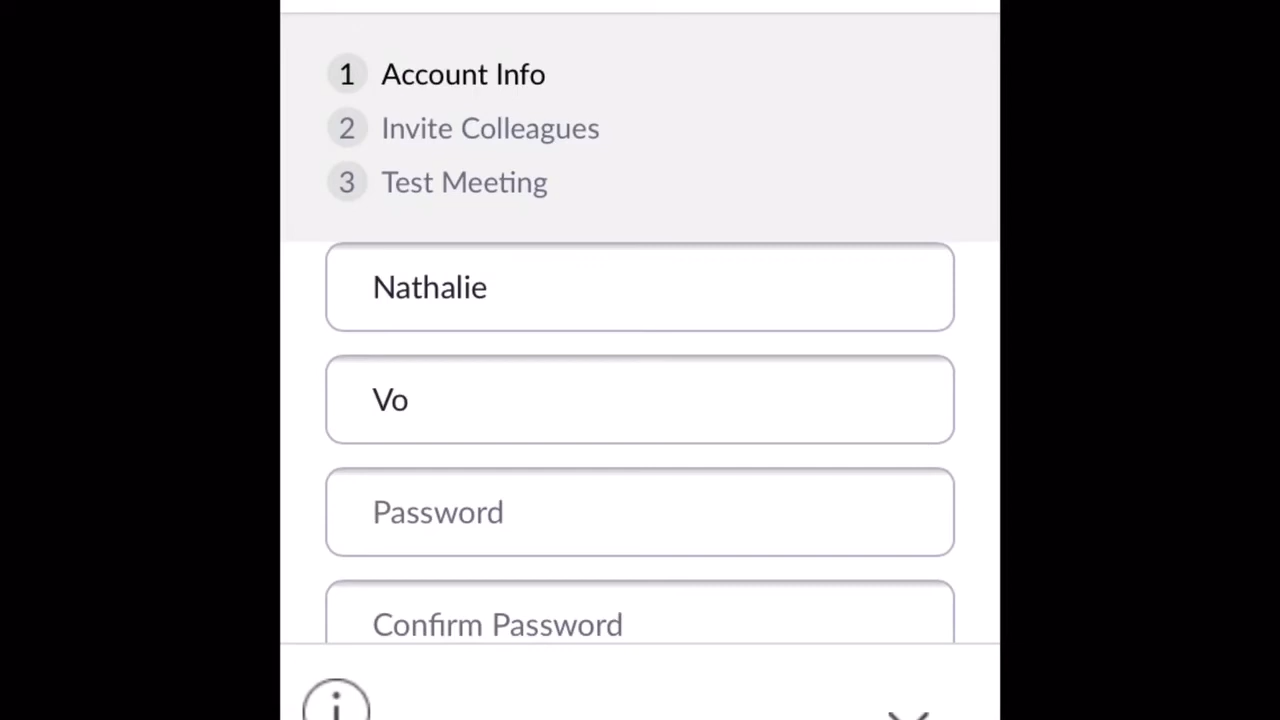 1 Account Info
2 Invite Colleagues
3 Test Meeting
Nathalie
Vo
Password
Confirm Password
i